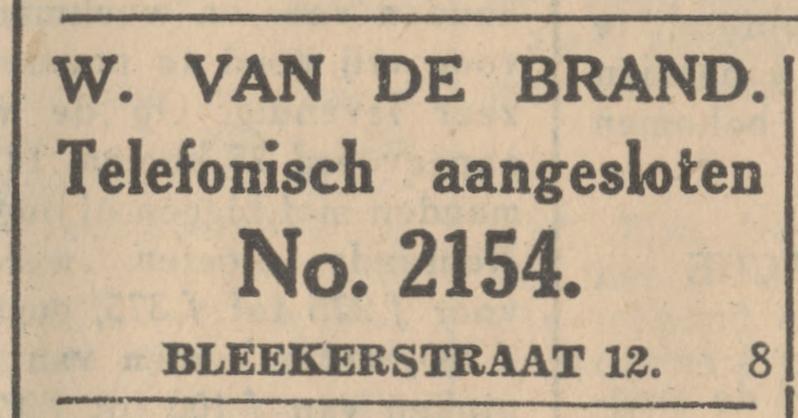 W. VAN DE BRAND.
Telefonisch aangesloten
No. 2154.
BLEEKERSTRAAT 12. 8